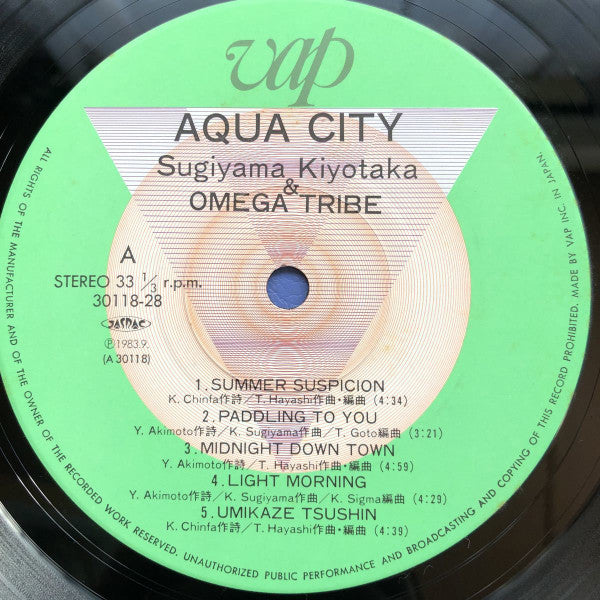 vap
AQUA CITY
Sugiyama Kiyotaka
&
OMEGA TRIBE
A
STEREO 33 1/3 r.p.m.
30118-28
JASRAC
Ⓟ1983.9.
(A 30118)
1.SUMMER SUSPICION
K. Chinfa作詩/T. Hayashi作曲・編曲 (4:34)
2.PADDLING TO YOU
Y. Akimoto作詩/K. Sugiyama作曲/T. Goto編曲 (3:21)
3.MIDNIGHT DOWN TOWN
Y. Akimoto作詩/T. Hayashi作曲・編曲 (4:59)
4.LIGHT MORNING
Y. Akimoto作詩/K. Sugiyama作曲/K. Sigma編曲 (4:29)
5.UMIKAZE TSUSHIN
K. Chinfa作詩/T. Hayashi作曲・編曲 (4:39)
ALL RIGHTS OF THE MANUFACTURER AND OF THE OWNER OF THE RECORDED WORK RESERVED. UNAUTHORIZED PUBLIC PERFORMANCE AND BROADCASTING AND COPYING OF THIS RECORD PROHIBITED. MADE BY VAP INC. IN JAPAN.